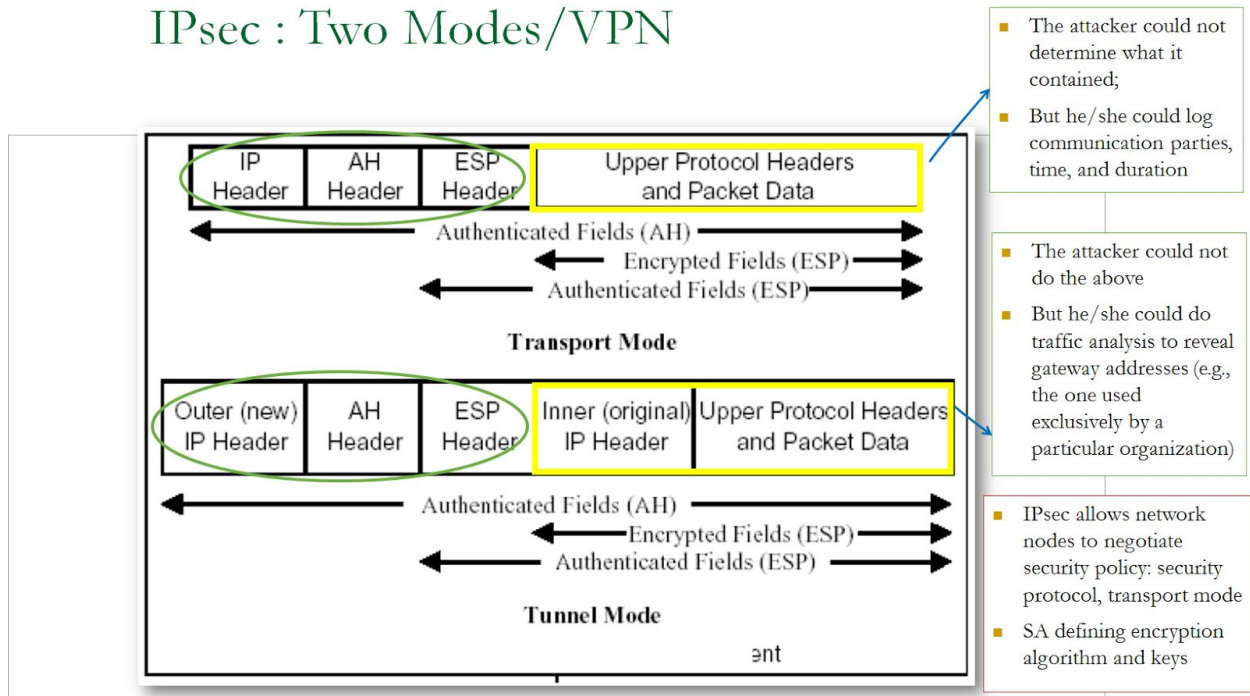 IPsec : Two Modes/VPN
IP Header
AH Header
ESP Header
Upper Protocol Headers and Packet Data
Authenticated Fields (AH)
Encrypted Fields (ESP)
Authenticated Fields (ESP)
Transport Mode
Outer (new) IP Header
AH Header
ESP Header
Inner (original) IP Header
Upper Protocol Headers and Packet Data
Authenticated Fields (AH)
Encrypted Fields (ESP)
Authenticated Fields (ESP)
Tunnel Mode
The attacker could not
determine what it
contained;
But he/she could log
communication parties,
time, and duration
The attacker could not
do the above
But he/she could do
traffic analysis to reveal
gateway addresses (e.g.,
the one used
exclusively by a
particular organization)
IPsec allows network
nodes to negotiate
security policy: security
protocol, transport mode
SA defining encryption
algorithm and keys